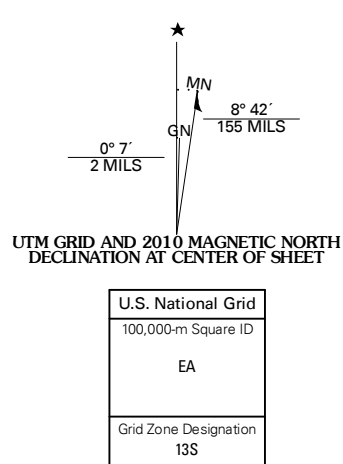 MN
8° 42´
155 MILS
GN
0° 7´
2 MILS
UTM GRID AND 2010 MAGNETIC NORTH
DECLINATION AT CENTER OF SHEET
U.S. National Grid
100,000-m Square ID
EA
Grid Zone Designation
13S